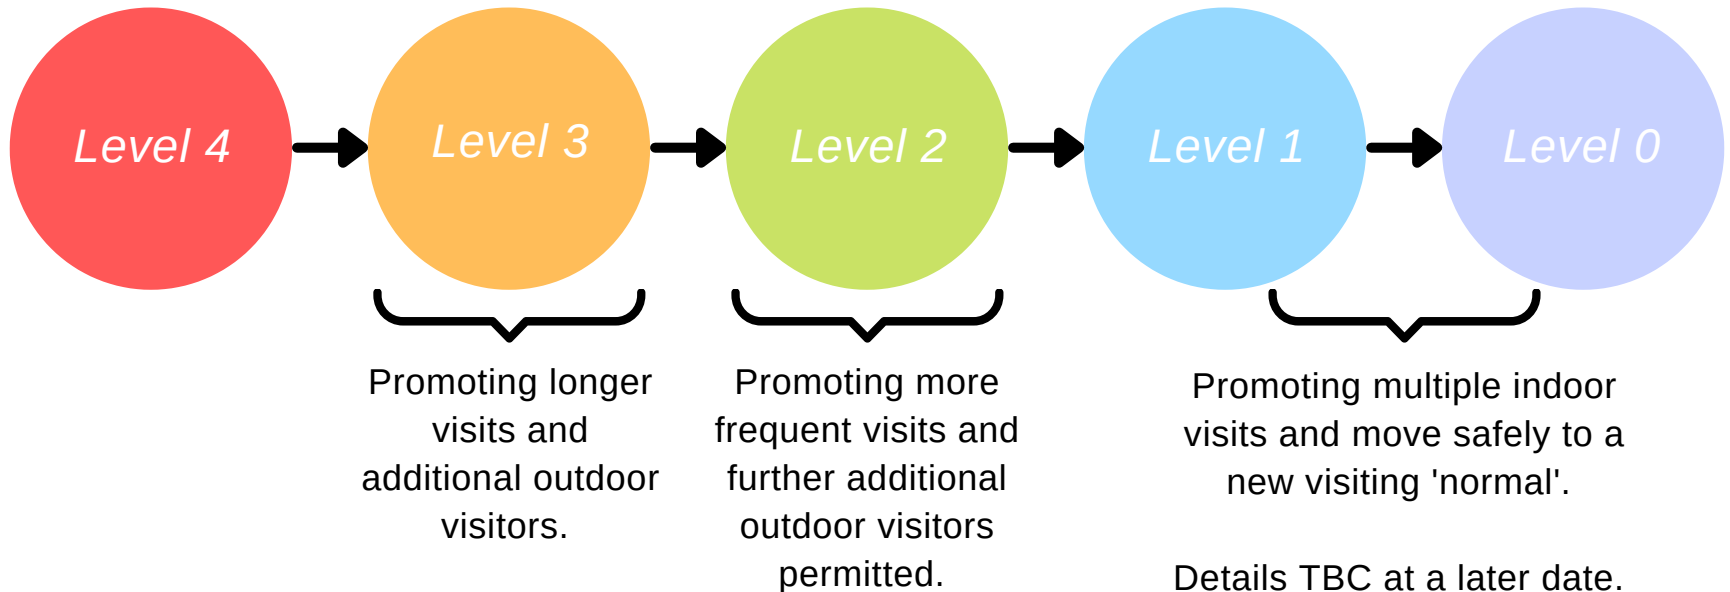 Level 4
Level 3
Level 2
Level 1
Level 0
Promoting longer
visits and
additional outdoor
visitors.
Promoting more
frequent visits and
further additional
outdoor visitors
permitted.
Promoting multiple indoor
visits and move safely to a
new visiting 'normal'.
Details TBC at a later date.